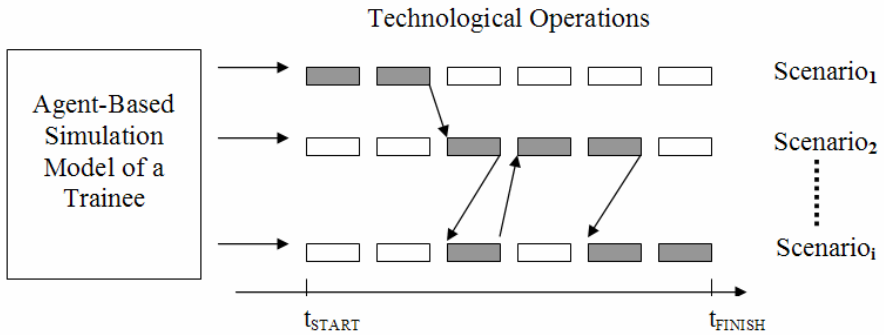 Technological Operations
Agent-Based
Simulation
Model of a
Trainee
Scenario1
Scenario2
Scenarioi
tSTART
tFINISH